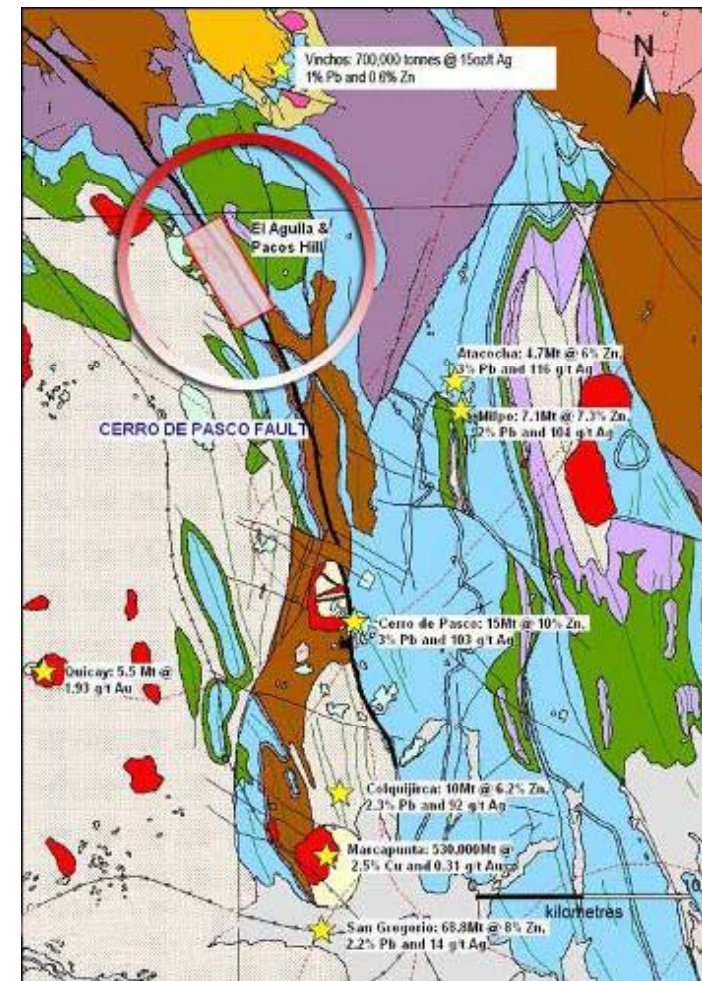 Vinchos: 700,000 tonnes @ 15oz/t Ag
1% Pb and 0.6% Zn
N
El Aguila &
Pacos Hill
Atacocha: 4.7Mt @ 6% Zn,
3% Pb and 116 g/t Ag
Milpo: 7.1Mt @ 7.3% Zn,
2% Pb and 104 g/t Ag
CERRO DE PASCO FAULT
Cerro de Pasco: 15Mt @ 10% Zn,
3% Pb and 103 g/t Ag
Quicay: 5.5 Mt @
1.93 g/t Au
Colquijirca: 10Mt @ 6.2% Zn,
2.3% Pb and 92 g/t Ag
Marcapunta: 530,000Mt @
2.5% Cu and 0.31 g/t Au
0 10
kilometres
San Gregorio: 68.8Mt @ 8% Zn,
2.2% Pb and 14 g/t Ag